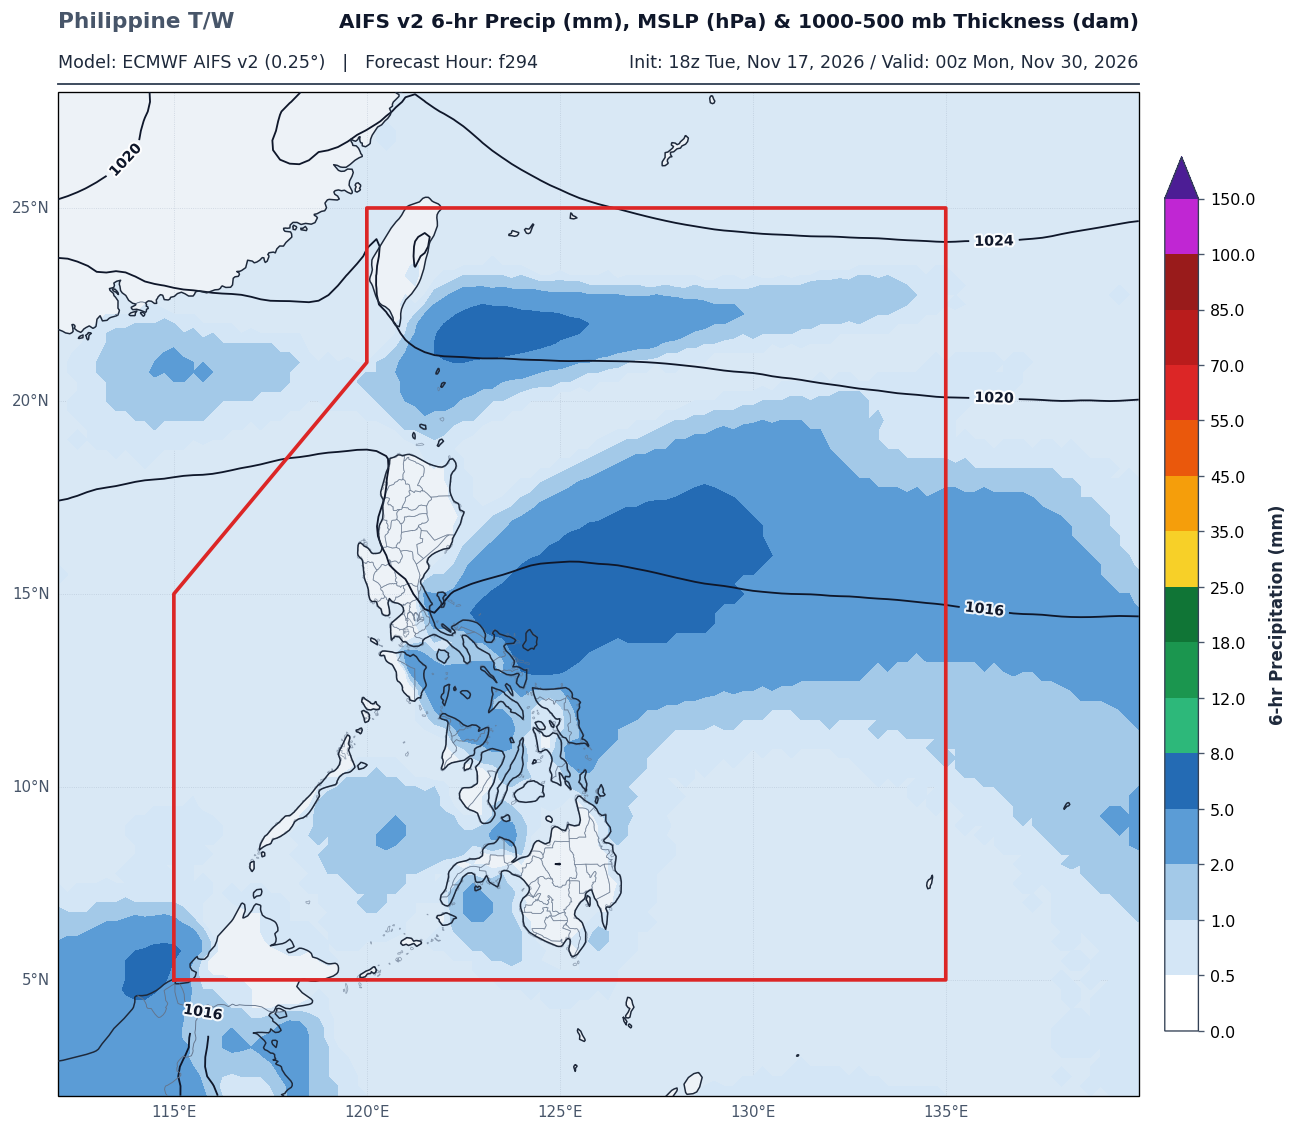 Philippine T/W
AIFS v2 6-hr Precip (mm), MSLP (hPa) & 1000-500 mb Thickness (dam)
Model: ECMWF AIFS v2 (0.25°) | Forecast Hour: f294
Init: 18z Tue, Nov 17, 2026 / Valid: 00z Mon, Nov 30, 2026
1020
25°N
1024
20°N
1020
15°N
1016
10°N
5°N
1016
115°E
120°E
125°E
130°E
135°E
150.0
100.0
85.0
70.0
55.0
45.0
35.0
25.0
18.0
12.0
8.0
5.0
2.0
1.0
0.5
0.0
6-hr Precipitation (mm)